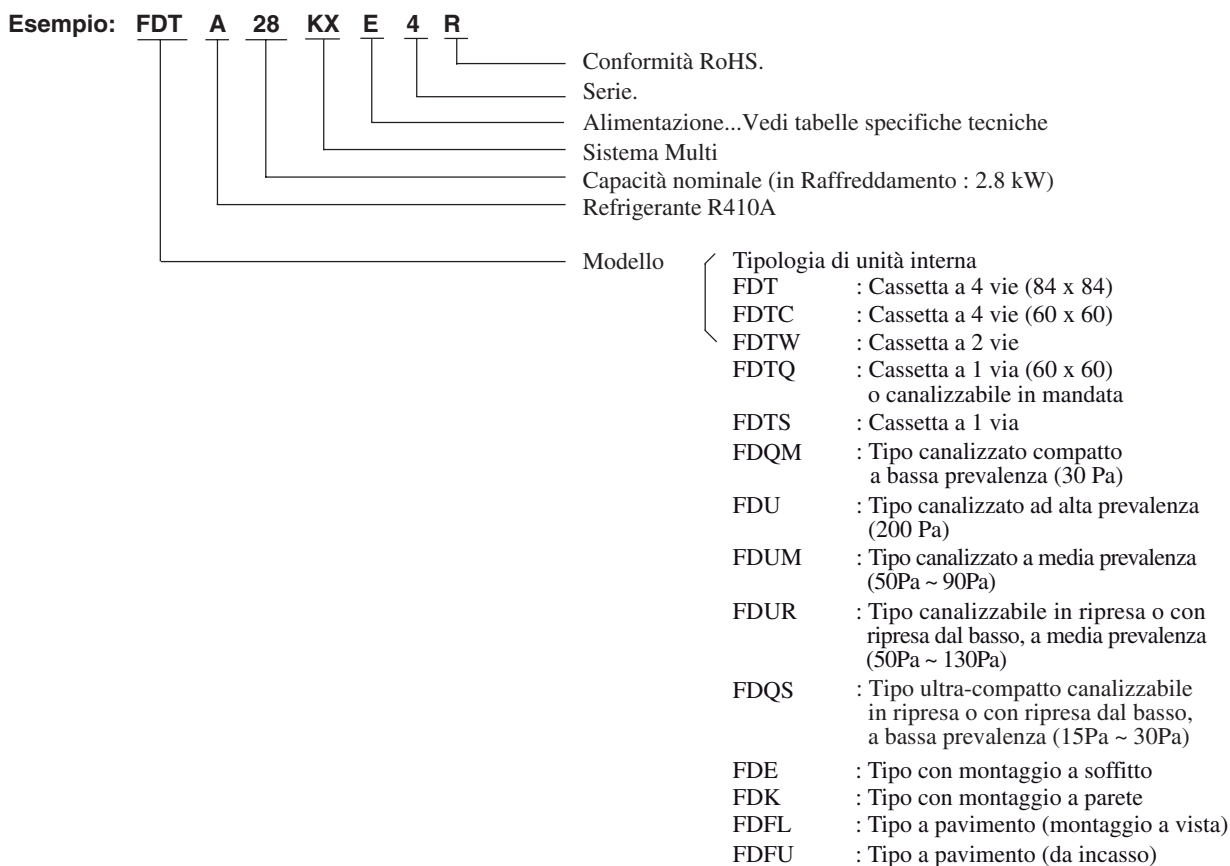 Esempio: FDT A 28 KX E 4 R
Conformità RoHS.
Serie.
Alimentazione...Vedi tabelle specifiche tecniche
Sistema Multi
Capacità nominale (in Raffreddamento : 2.8 kW)
Refrigerante R410A
Modello Tipologia di unità interna
FDT : Cassetta a 4 vie (84 x 84)
FDTC : Cassetta a 4 vie (60 x 60)
FDTW : Cassetta a 2 vie
FDTQ : Cassetta a 1 via (60 x 60)
o canalizzabile in mandata
FDTS : Cassetta a 1 via
FDQM : Tipo canalizzato compatto
a bassa prevalenza (30 Pa)
FDU : Tipo canalizzato ad alta prevalenza
(200 Pa)
FDUM : Tipo canalizzato a media prevalenza
(50Pa ~ 90Pa)
FDUR : Tipo canalizzabile in ripresa o con
ripresa dal basso, a media prevalenza
(50Pa ~ 130Pa)
FDQS : Tipo ultra-compatto canalizzabile
in ripresa o con ripresa dal basso,
a bassa prevalenza (15Pa ~ 30Pa)
FDE : Tipo con montaggio a soffitto
FDK : Tipo con montaggio a parete
FDFL : Tipo a pavimento (montaggio a vista)
FDFU : Tipo a pavimento (da incasso)